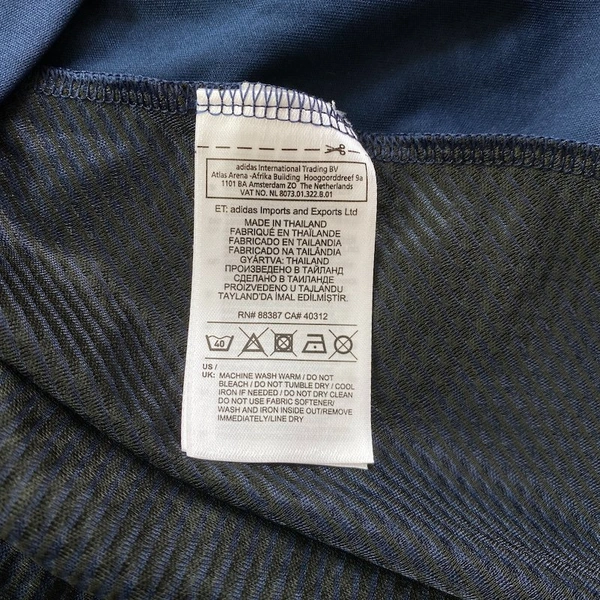 adidas International Trading BV
Atlas Arena -Afrika Building Hoogoorddreef 9a
1101 BA Amsterdam ZO The Netherlands
VAT NO. NL 8073.01.322.B.01
ET: adidas Imports and Exports Ltd
MADE IN THAILAND
FABRIQUÉ EN THAÏLANDE
FABRICADO EN TAILANDIA
FABRICADO NA TAILÂNDIA
GYÁRTVA: THAILAND
ПРОИЗВЕДЕНО В ТАЙЛАНД
СДЕЛАНО В ТАИЛАНДЕ
PROIZVEDENO U TAJLANDU
TAYLAND'DA İMAL EDİLMİŞTİR.
RN# 88387 CA# 40312
40
US /
UK: MACHINE WASH WARM / DO NOT
BLEACH / DO NOT TUMBLE DRY / COOL
IRON IF NEEDED / DO NOT DRY CLEAN
DO NOT USE FABRIC SOFTENER/
WASH AND IRON INSIDE OUT/REMOVE
IMMEDIATELY/LINE DRY